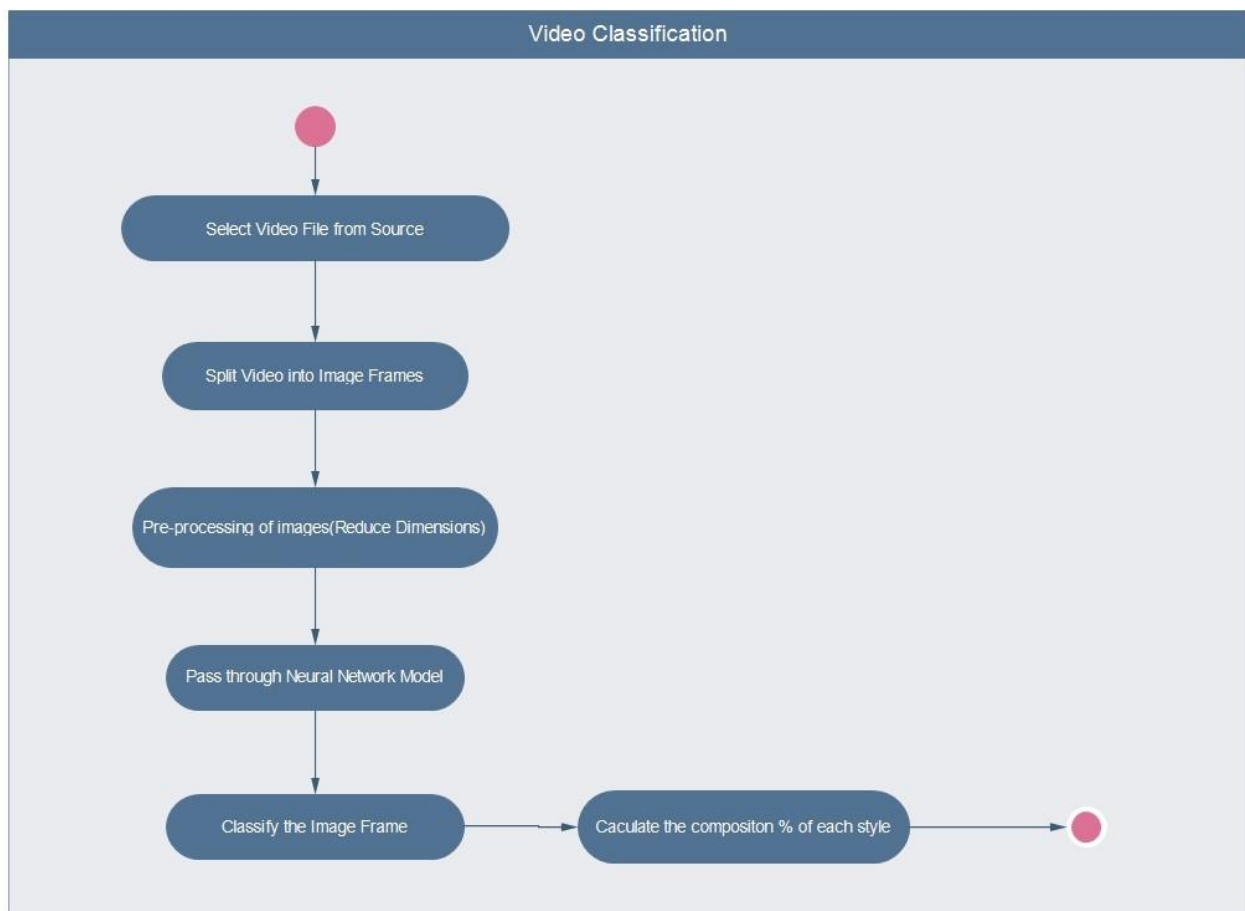 Video Classification
Select Video File from Source
Split Video into Image Frames
Pre-processing of images(Reduce Dimensions)
Pass through Neural Network Model
Classify the Image Frame
Caculate the compositon % of each style